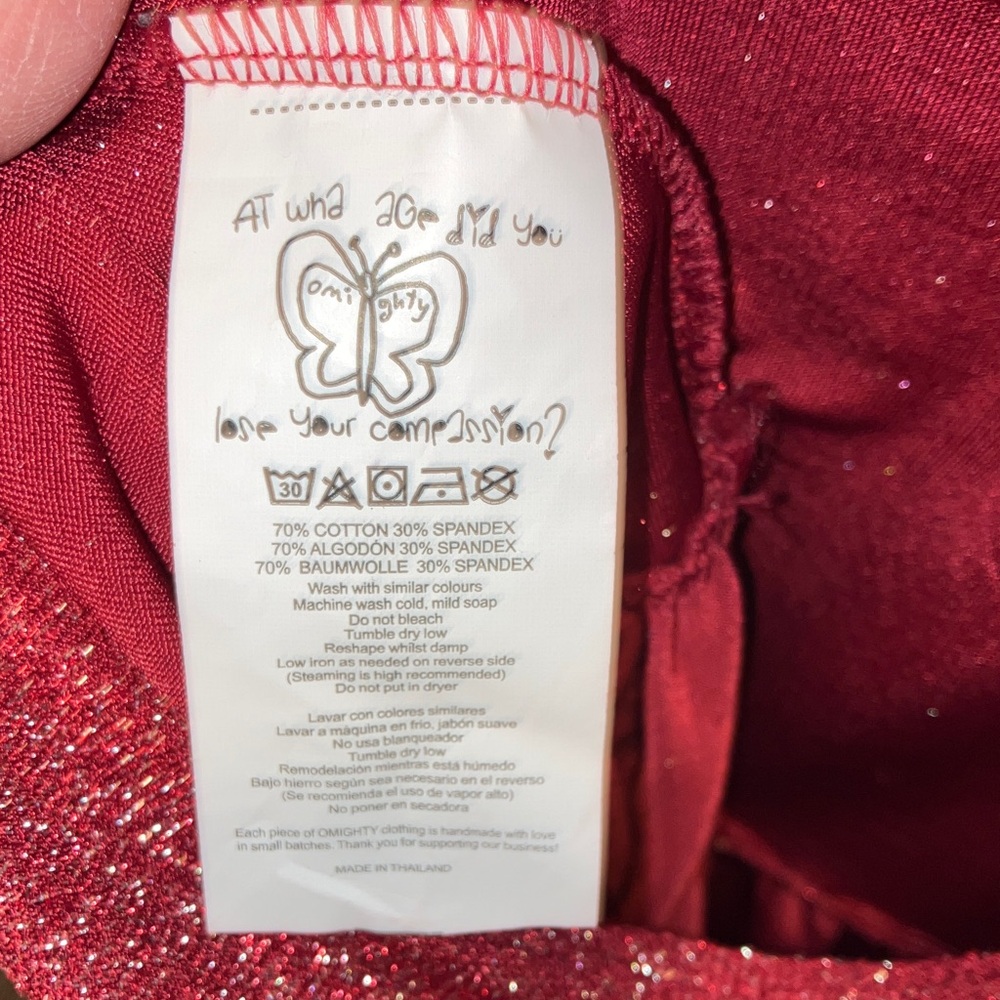 AT wha age did you
omi ghty
lose your compassion?
30
70% COTTON 30% SPANDEX
70% ALGODÓN 30% SPANDEX
70% BAUMWOLLE 30% SPANDEX
Wash with similar colours
Machine wash cold, mild soap
Do not bleach
Tumble dry low
Reshape whilst damp
Low iron as needed on reverse side
(Steaming is high recommended)
Do not put in dryer
Lavar con colores similares
Lavar a máquina en frio, jabón suave
No usa blanqueador
Tumble dry low
Remodelación mientras está húmedo
Bajo hierro según sea necesario en el reverso
(Se recomienda el uso de vapor alto)
No poner en secadora
Each piece of OMIGHTY clothing is handmade with love
in small batches. Thank you for supporting our business!
MADE IN THAILAND